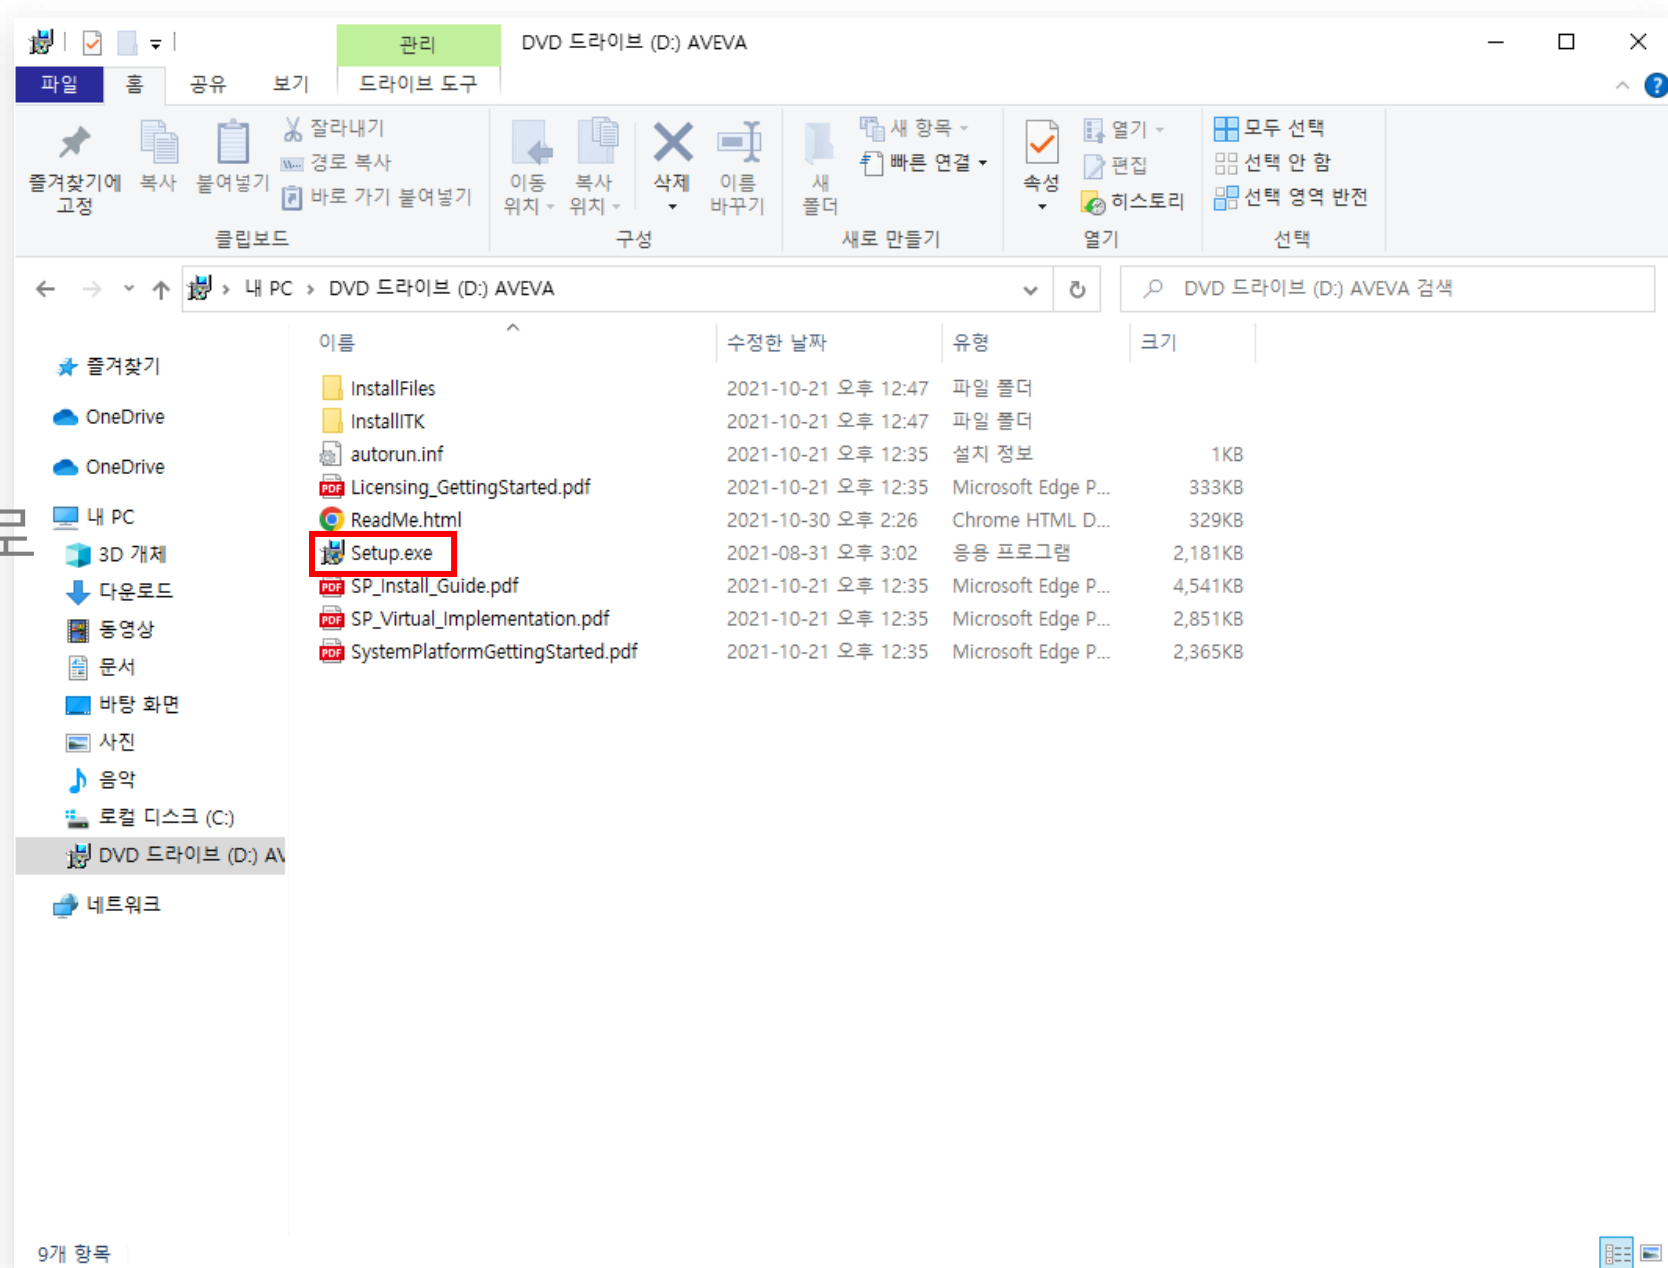 관리
DVD 드라이브 (D:) AVEVA
파일
홈
공유
보기
드라이브 도구
즐겨찾기에
고정
복사
붙여넣기
잘라내기
경로 복사
바로 가기 붙여넣기
클립보드
이동
위치
복사
위치
삭제
이름
바꾸기
구성
새
폴더
새 항목
빠른 연결
새로 만들기
속성
열기
편집
히스토리
열기
모두 선택
선택 안 함
선택 영역 반전
선택
내 PC › DVD 드라이브 (D:) AVEVA
DVD 드라이브 (D:) AVEVA 검색
즐겨찾기
OneDrive
OneDrive
로
내 PC
3D 개체
다운로드
동영상
문서
바탕 화면
사진
음악
로컬 디스크 (C:)
DVD 드라이브 (D:) AV
네트워크
이름 수정한 날짜 유형 크기
InstallFiles 2021-10-21 오후 12:47 파일 폴더
InstallITK 2021-10-21 오후 12:47 파일 폴더
autorun.inf 2021-10-21 오후 12:35 설치 정보 1KB
Licensing_GettingStarted.pdf 2021-10-21 오후 12:35 Microsoft Edge P... 333KB
ReadMe.html 2021-10-30 오후 2:26 Chrome HTML D... 329KB
Setup.exe 2021-08-31 오후 3:02 응용 프로그램 2,181KB
SP_Install_Guide.pdf 2021-10-21 오후 12:35 Microsoft Edge P... 4,541KB
SP_Virtual_Implementation.pdf 2021-10-21 오후 12:35 Microsoft Edge P... 2,851KB
SystemPlatformGettingStarted.pdf 2021-10-21 오후 12:35 Microsoft Edge P... 2,365KB
9개 항목